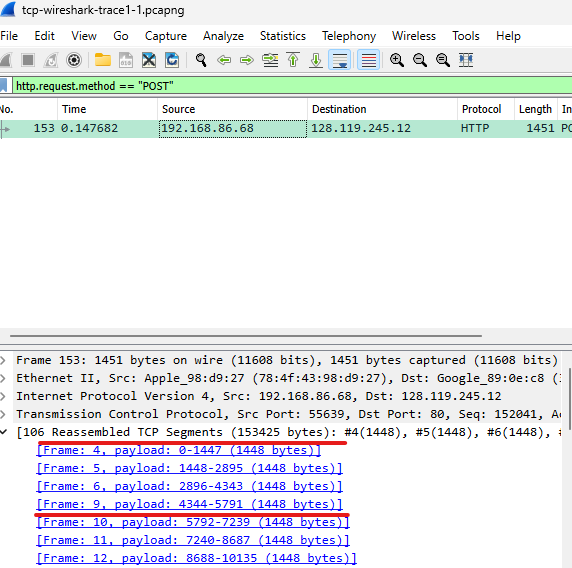 tcp-wireshark-trace1-1.pcapng
File Edit View Go Capture Analyze Statistics Telephony Wireless Tools Help
http.request.method == "POST"
No. Time Source Destination Protocol Length
153 0.147682 192.168.86.68 128.119.245.12 HTTP 1451
Frame 153: 1451 bytes on wire (11608 bits), 1451 bytes captured (11608 bits)
Ethernet II, Src: Apple_98:d9:27 (78:4f:43:98:d9:27), Dst: Google_89:0e:c8 (
Internet Protocol Version 4, Src: 192.168.86.68, Dst: 128.119.245.12
Transmission Control Protocol, Src Port: 55639, Dst Port: 80, Seq: 152041,
[106 Reassembled TCP Segments (153425 bytes): #4(1448), #5(1448), #6(1448),
[Frame: 4, payload: 0-1447 (1448 bytes)]
[Frame: 5, payload: 1448-2895 (1448 bytes)]
[Frame: 6, payload: 2896-4343 (1448 bytes)]
[Frame: 9, payload: 4344-5791 (1448 bytes)]
[Frame: 10, payload: 5792-7239 (1448 bytes)]
[Frame: 11, payload: 7240-8687 (1448 bytes)]
[Frame: 12, payload: 8688-10135 (1448 bytes)]